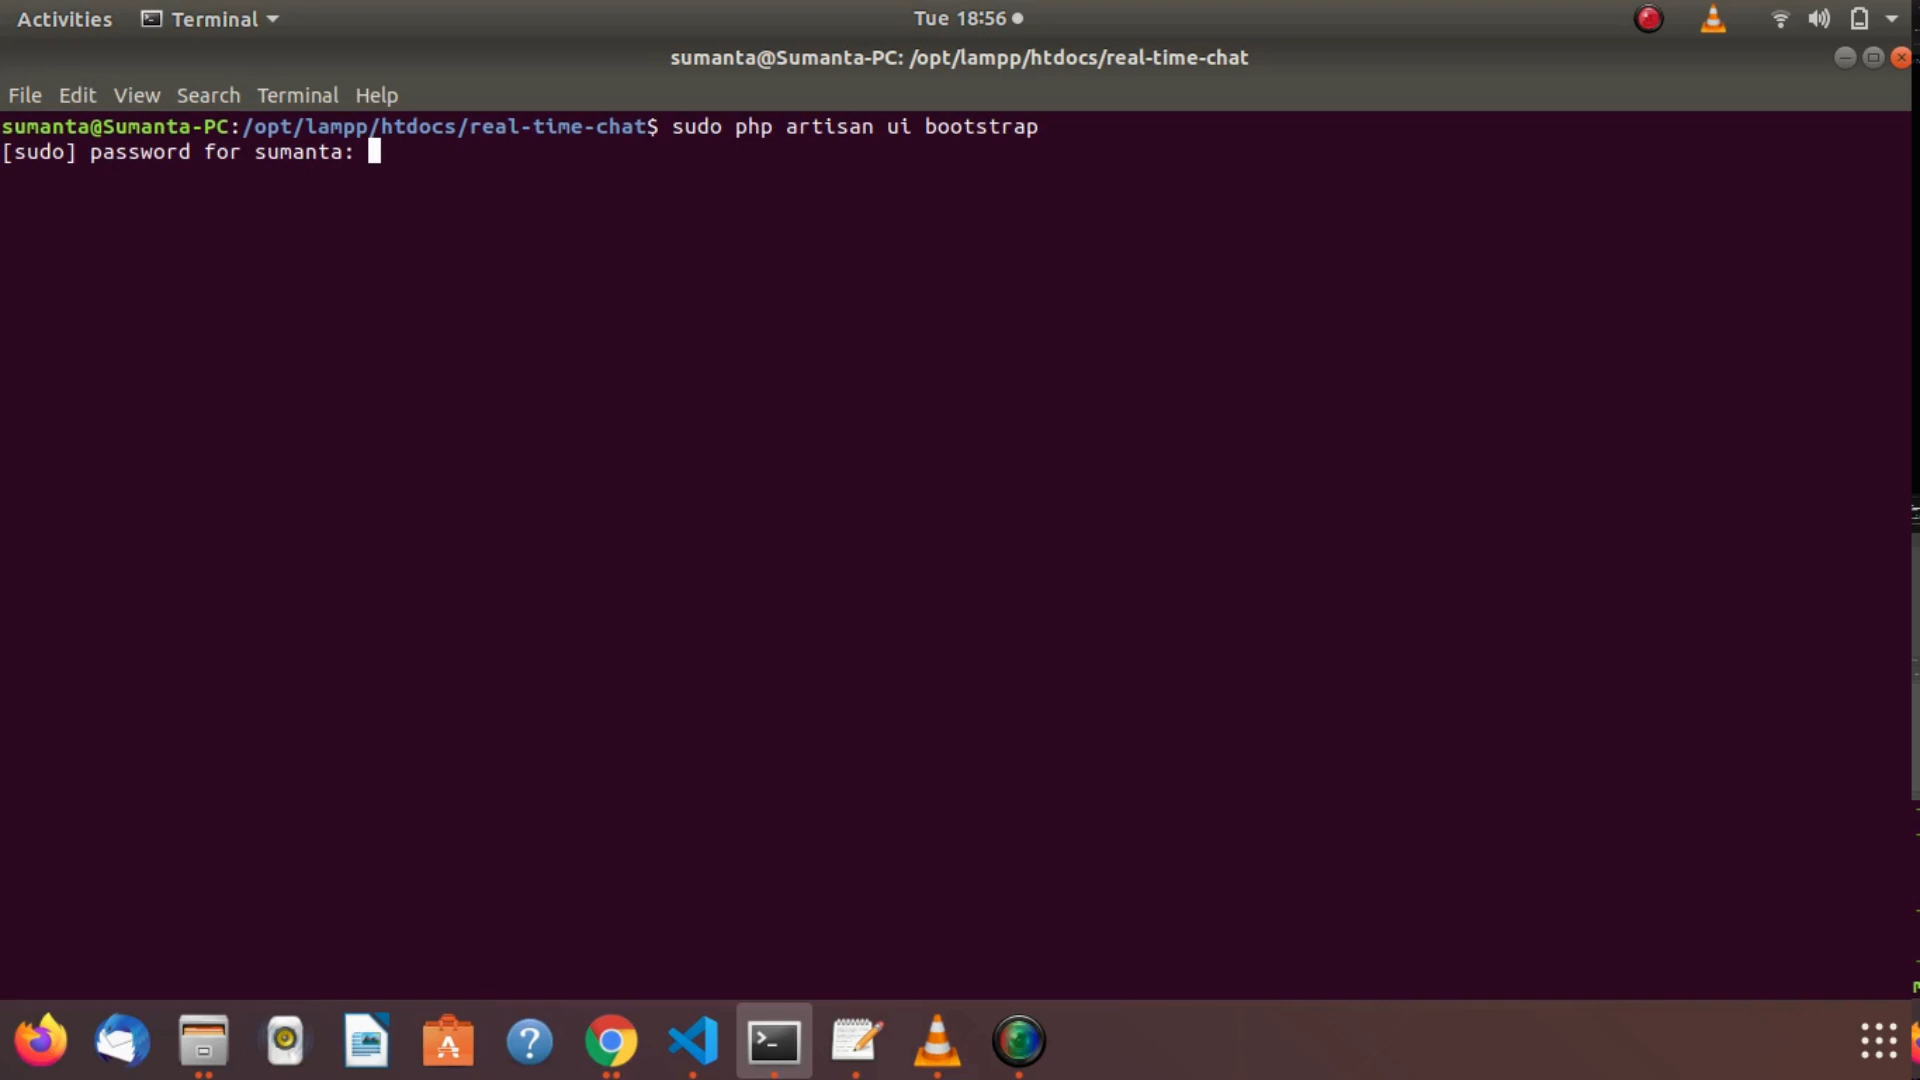 Activities Terminal Tue 18:56
sumanta@Sumanta-PC: /opt/lampp/htdocs/real-time-chat
File Edit View Search Terminal Help
sumanta@Sumanta-PC:/opt/lampp/htdocs/real-time-chat$ sudo php artisan ui bootstrap
[sudo] password for sumanta: